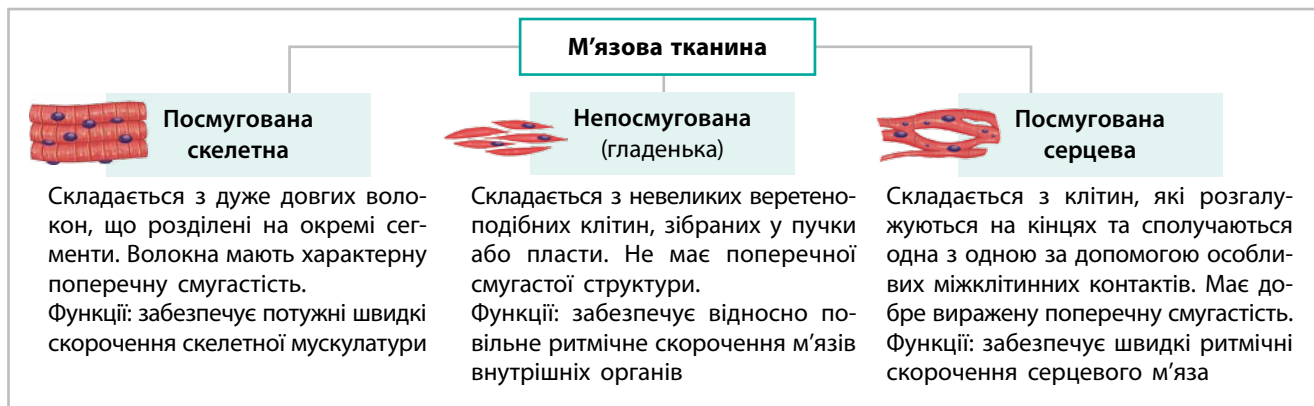 М’язова тканина
Посмугована
скелетна
Складається з дуже довгих воло-
кон, що розділені на окремі сег-
менти. Волокна мають характерну
поперечну смугастість.
Функції: забезпечує потужні швидкі
скорочення скелетної мускулатури
Непосмугована
(гладенька)
Складається з невеликих веретено-
подібних клітин, зібраних у пучки
або пласти. Не має поперечної
смугастої структури.
Функції: забезпечує відносно по-
вільне ритмічне скорочення м’язів
внутрішніх органів
Посмугована
серцева
Складається з клітин, які розгалу-
жуються на кінцях та сполучаються
одна з одною за допомогою особли-
вих міжклітинних контактів. Має до-
бре виражену поперечну смугастість.
Функції: забезпечує швидкі ритмічні
скорочення серцевого м’яза